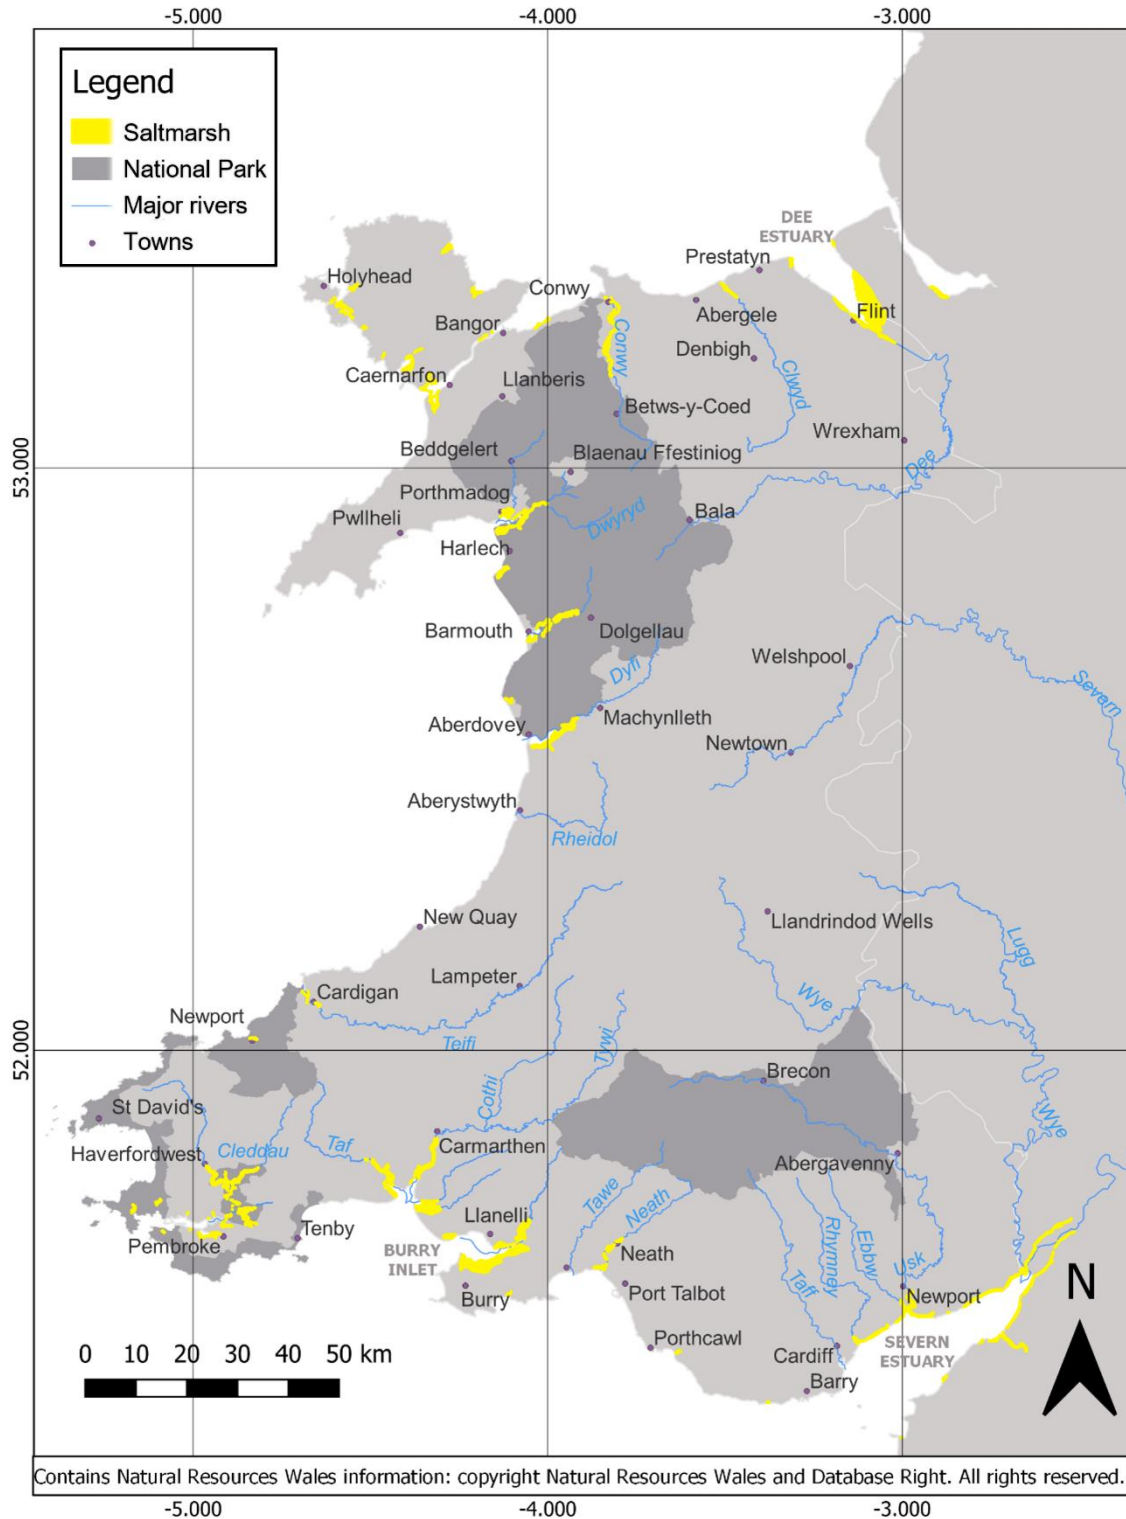 -5.000
-4.000
-3.000
Legend
Saltmarsh
National Park
Major rivers
Towns
DEE
ESTUARY
Prestatyn
Holyhead
Conwy
Abergele
Flint
Bangor
Conwy
Denbigh
Clwyd
Caernarfon
Llanberis
Betws-y-Coed
Wrexham
Beddgelert
Blaenau Ffestiniog
Dee
53.000
Porthmadog
Pwllheli
Dwyryd
Bala
Harlech
Barmouth
Dolgellau
Welshpool
Dyfi
Severn
Aberdovey
Machynlleth
Newtown
Aberystwyth
Rheidol
New Quay
Llandrindod Wells
Lugg
Lampeter
Wye
Cardigan
Newport
Teifi
Tywi
52.000
Brecon
Cothi
St David's
Wye
Haverfordwest
Cleddau
Taf
Carmarthen
Abergavenny
Tawe
Neath
Llanelli
Pembroke
Tenby
BURRY
INLET
Neath
Rhymney
Ebbw
Usk
Taff
Burry
Port Talbot
Newport
N
Porthcawl
Cardiff
SEVERN
ESTUARY
Barry
0 10 20 30 40 50 km
Contains Natural Resources Wales information: copyright Natural Resources Wales and Database Right. All rights reserved.
-5.000
-4.000
-3.000